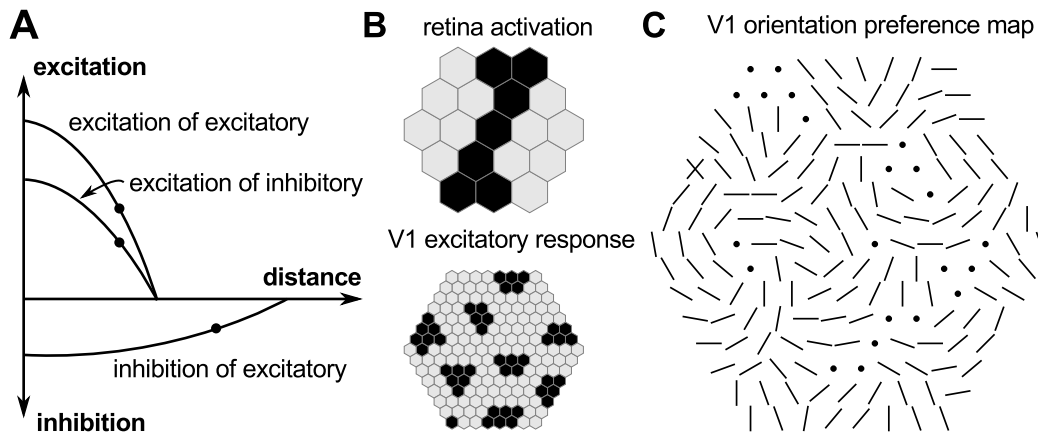 A
excitation
excitation of excitatory
excitation of inhibitory
distance
inhibition of excitatory
inhibition
B
retina activation
V1 excitatory response
C
V1 orientation preference map